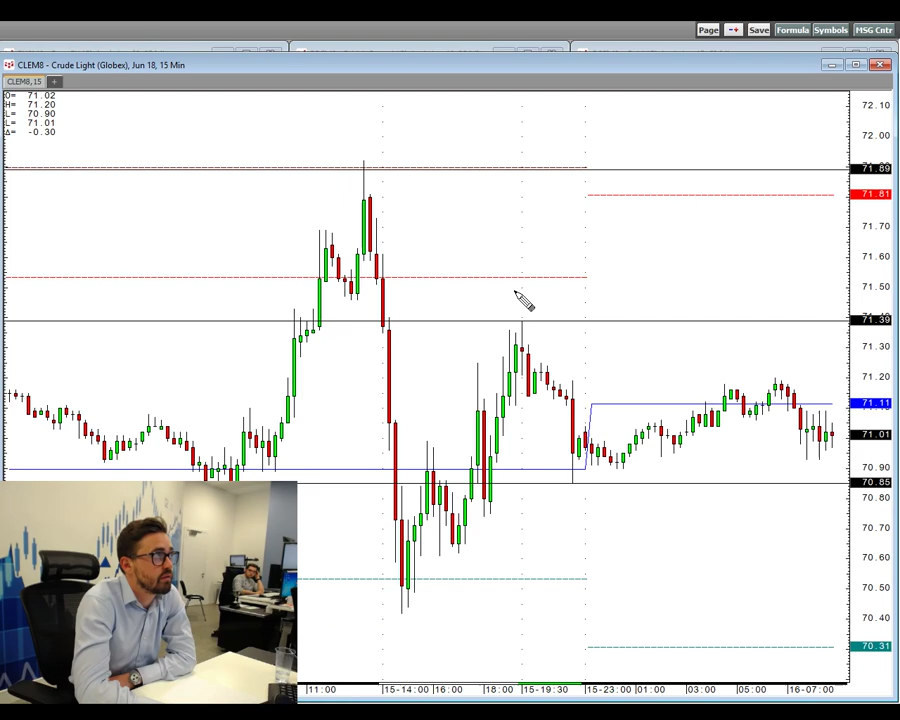 Page -+ Save Formula Symbols MSG Cntr
CLEM8 - Crude Light (Globex), Jun 18, 15 Min
CLEM8,15 +
O= 71.02
H= 71.20
L= 70.90
L= 71.01
Δ= -0.30
72.10
72.00
71.89
71.81
71.70
71.60
71.50
71.39
71.30
71.20
71.11
71.01
70.90
70.85
70.80
70.70
70.60
70.50
70.40
70.31
11:00 15-14:00 16:00 18:00 15-19:30 15-23:00 01:00 03:00 05:00 16-07:00